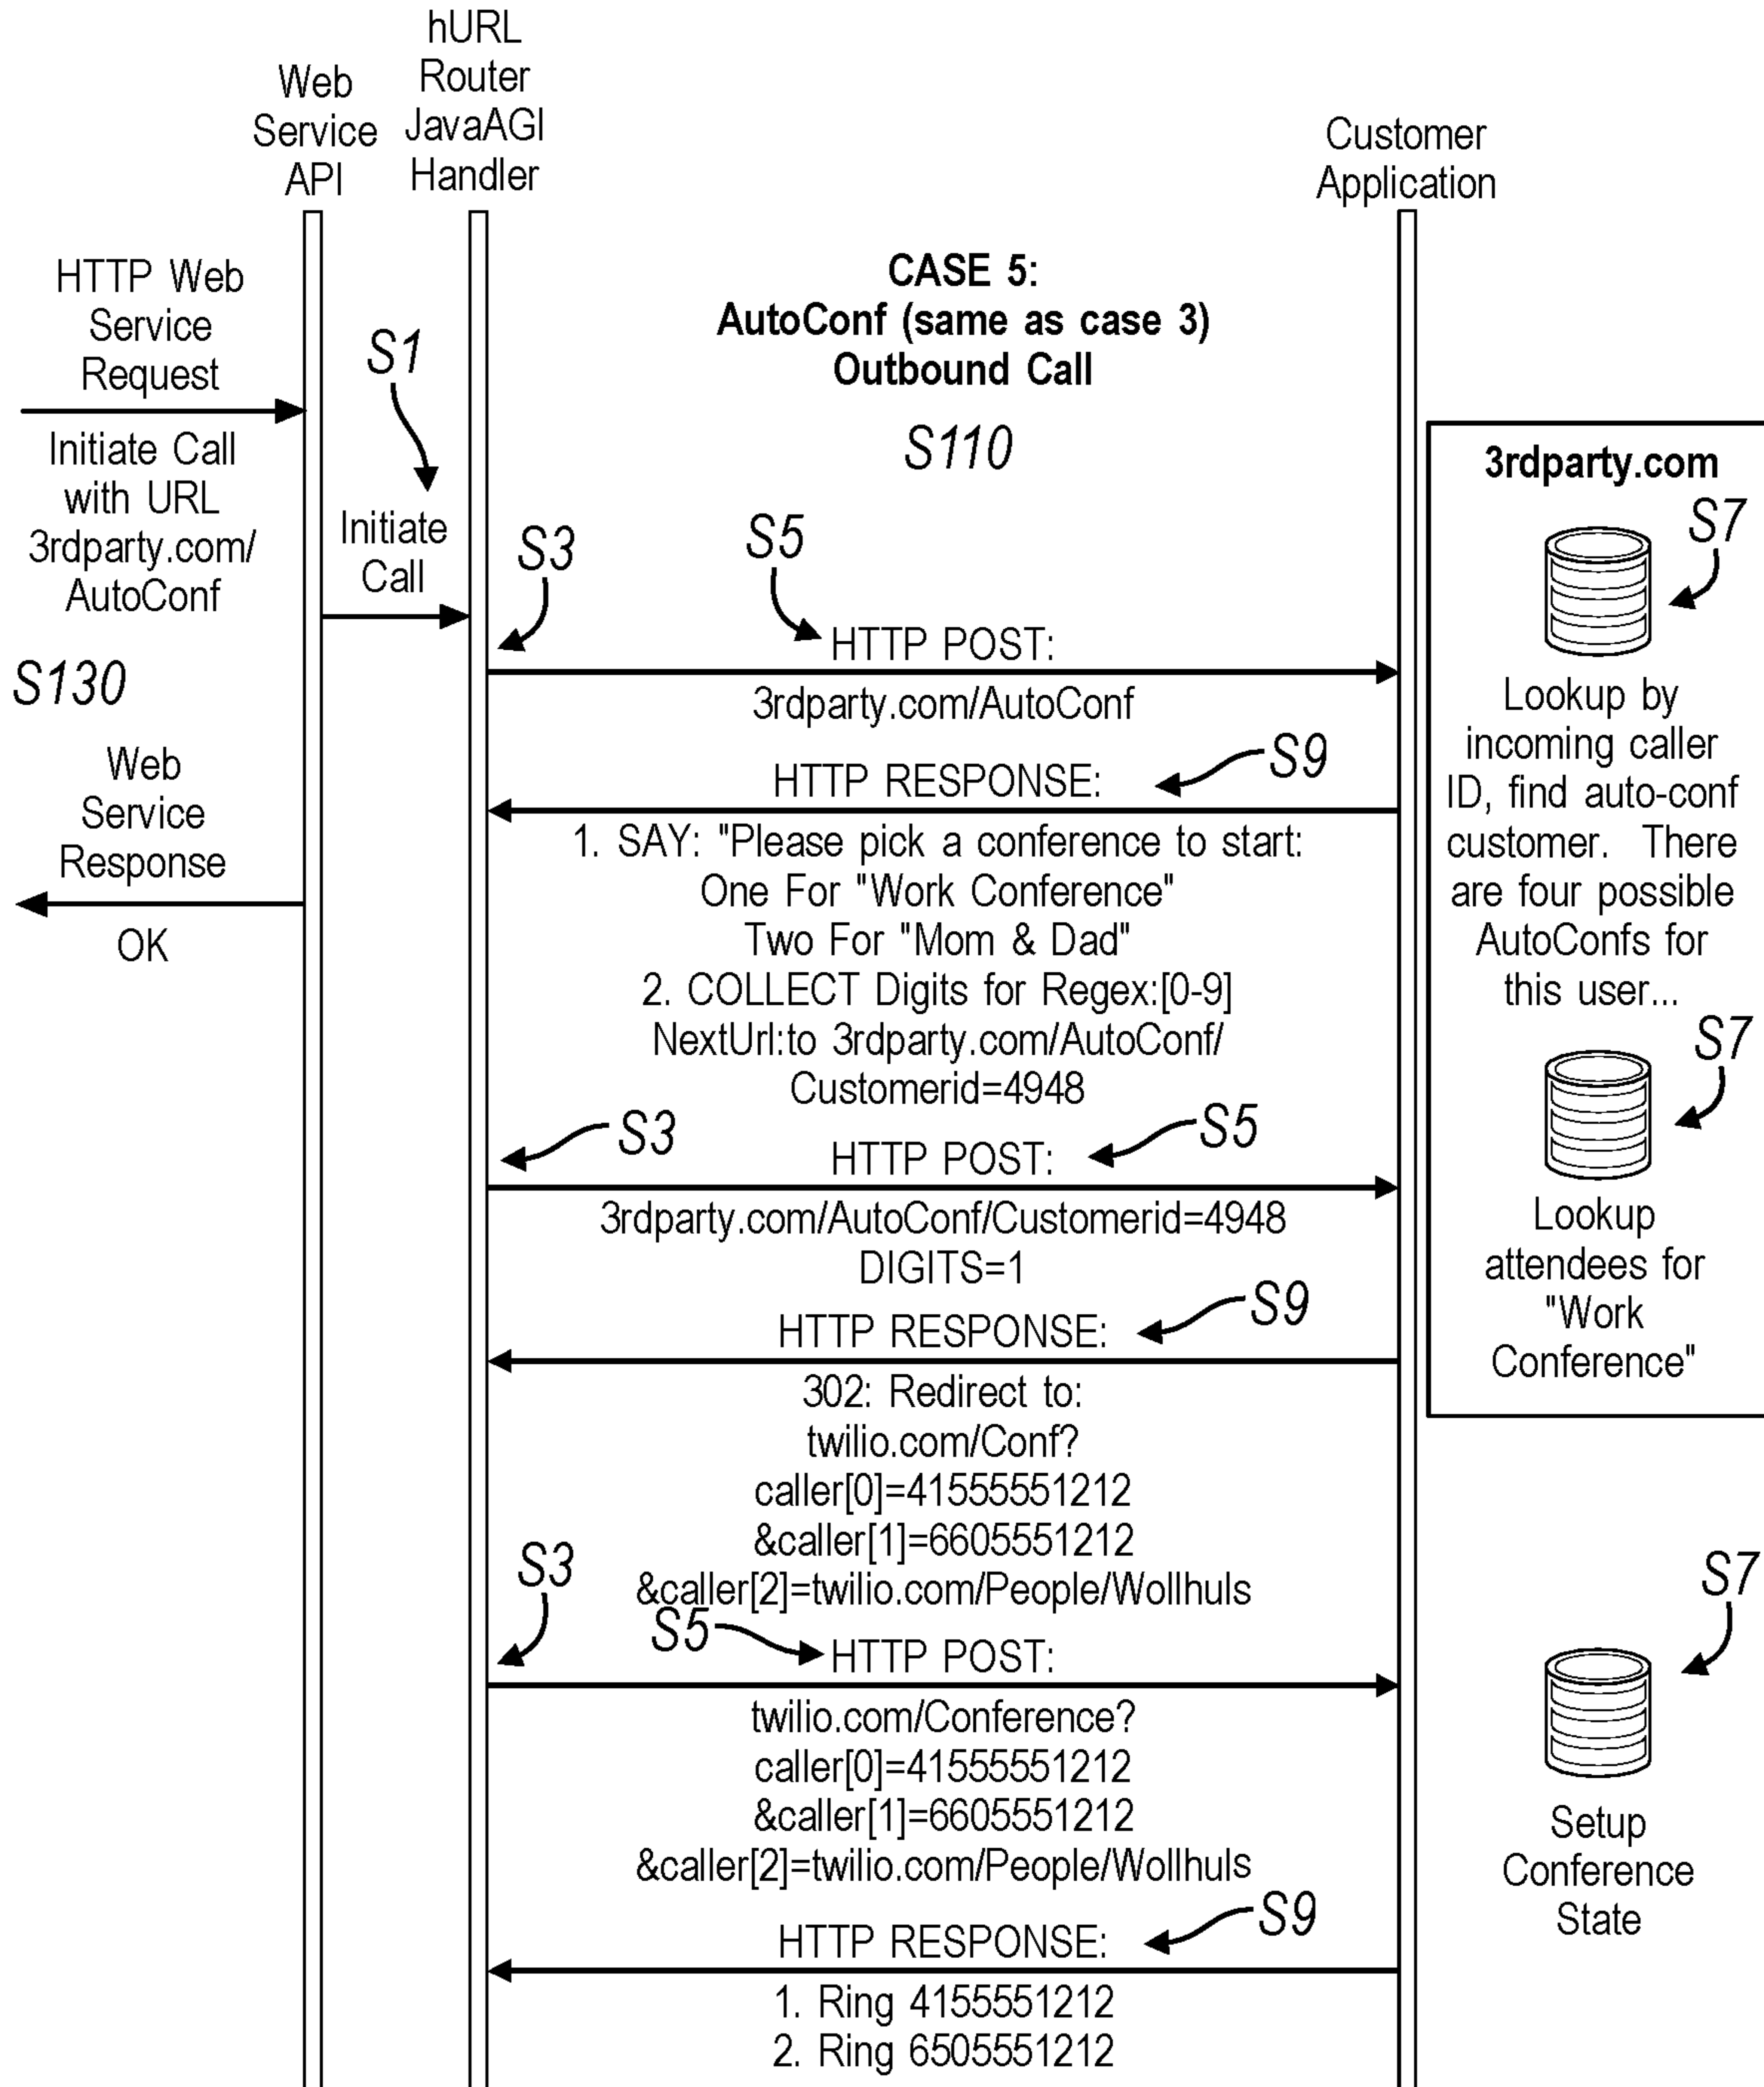 Web
Service
API
hURL
Router
JavaAGI
Handler
Customer
Application
HTTP Web
Service
Request
Initiate Call
with URL
3rdparty.com/
AutoConf
S130
Web
Service
Response
OK
S1
Initiate
Call
CASE 5:
AutoConf (same as case 3)
Outbound Call
S110
S3
S5
HTTP POST:
3rdparty.com/AutoConf
HTTP RESPONSE:
S9
1. SAY: "Please pick a conference to start:
One For "Work Conference"
Two For "Mom & Dad"
2. COLLECT Digits for Regex:[0-9]
NextUrl:to 3rdparty.com/AutoConf/
Customerid=4948
S3
HTTP POST:
S5
3rdparty.com/AutoConf/Customerid=4948
DIGITS=1
HTTP RESPONSE:
S9
302: Redirect to:
twilio.com/Conf?
caller[0]=41555551212
&caller[1]=6605551212
&caller[2]=twilio.com/People/Wollhuls
S3
S5
HTTP POST:
twilio.com/Conference?
caller[0]=41555551212
&caller[1]=6605551212
&caller[2]=twilio.com/People/Wollhuls
HTTP RESPONSE:
S9
1. Ring 4155551212
2. Ring 6505551212
3rdparty.com
S7
Lookup by
incoming caller
ID, find auto-conf
customer. There
are four possible
AutoConfs for
this user...
S7
Lookup
attendees for
"Work
Conference"
S7
Setup
Conference
State